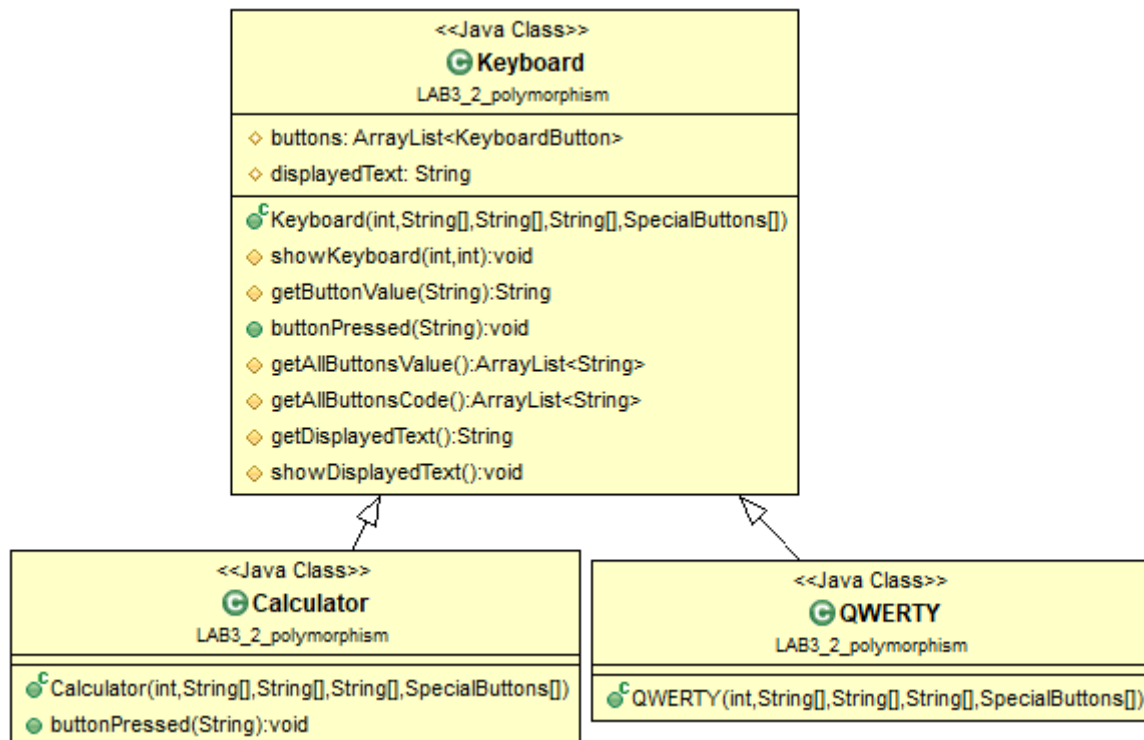 <<Java Class>>
Keyboard
LAB3_2_polymorphism
buttons: ArrayList<KeyboardButton>
displayedText: String
Keyboard(int,String[],String[],String[],SpecialButtons[])
showKeyboard(int,int):void
getButtonValue(String):String
buttonPressed(String):void
getAllButtonsValue():ArrayList<String>
getAllButtonsCode():ArrayList<String>
getDisplayedText():String
showDisplayedText():void
<<Java Class>>
Calculator
LAB3_2_polymorphism
Calculator(int,String[],String[],String[],SpecialButtons[])
buttonPressed(String):void
<<Java Class>>
QWERTY
LAB3_2_polymorphism
QWERTY(int,String[],String[],String[],SpecialButtons[])